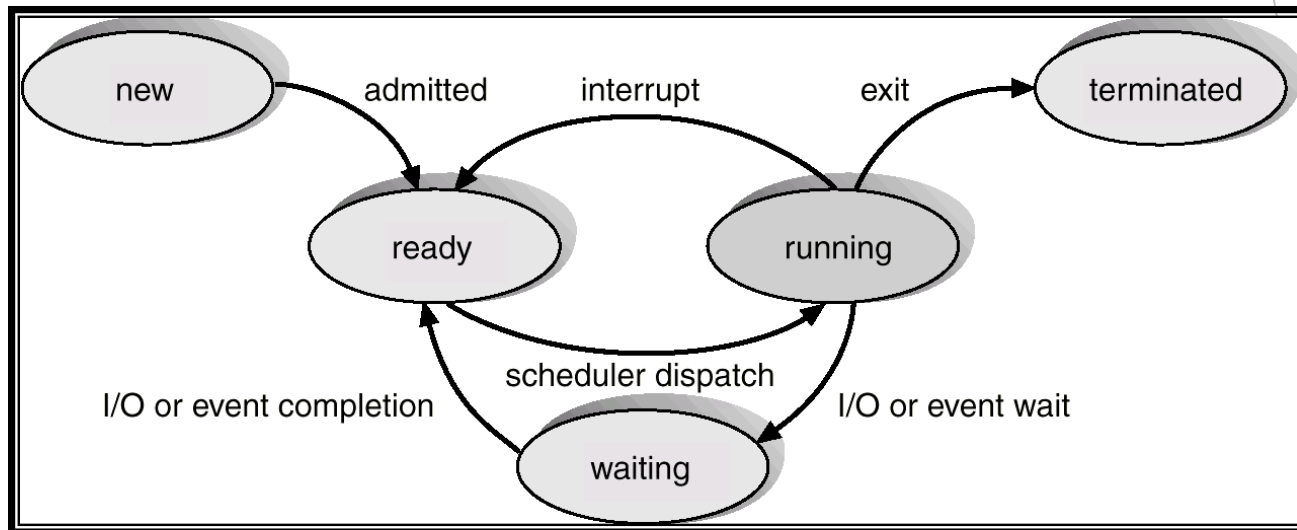 new
admitted
interrupt
exit
terminated
ready
running
scheduler dispatch
I/O or event completion
I/O or event wait
waiting